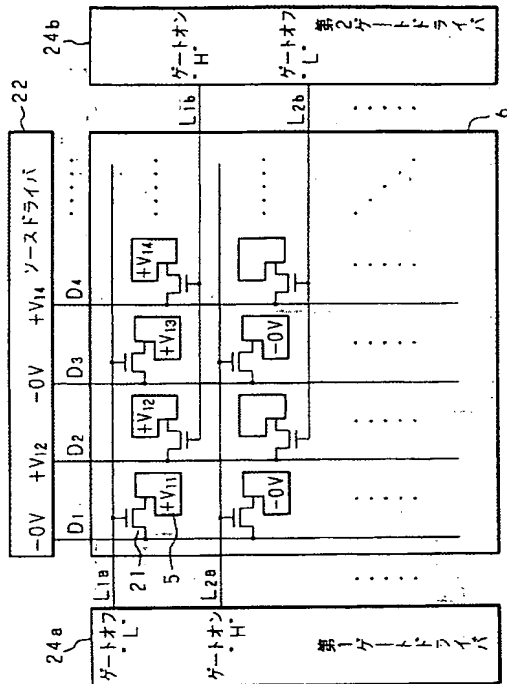 22
ソースドライバ
-0V +V12 -0V +V14
D1 D2 D3 D4
24a
ゲートオフ
"L"
ゲートオン
"H"
第1ゲートドライバ
L1a
L2a
21
5
+V11 +V12 +V13 +V14
-0V -0V
L1b
L2b
24b
ゲートオン
"H"
ゲートオフ
"L"
第2ゲートドライバ
6